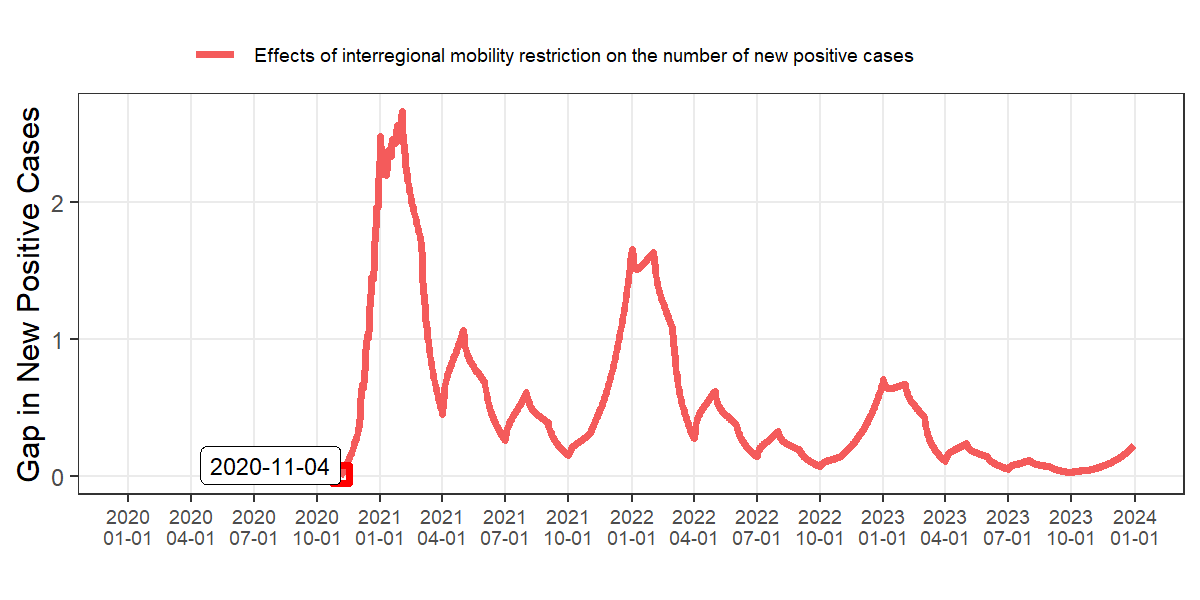 Effects of interregional mobility restriction on the number of new positive cases
Gap in New Positive Cases
2
1
0
2020-11-04
2020 2020 2020 2020 2021 2021 2021 2021 2022 2022 2022 2022 2023 2023 2023 2023 2024
01-01 04-01 07-01 10-01 01-01 04-01 07-01 10-01 01-01 04-01 07-01 10-01 01-01 04-01 07-01 10-01 01-01